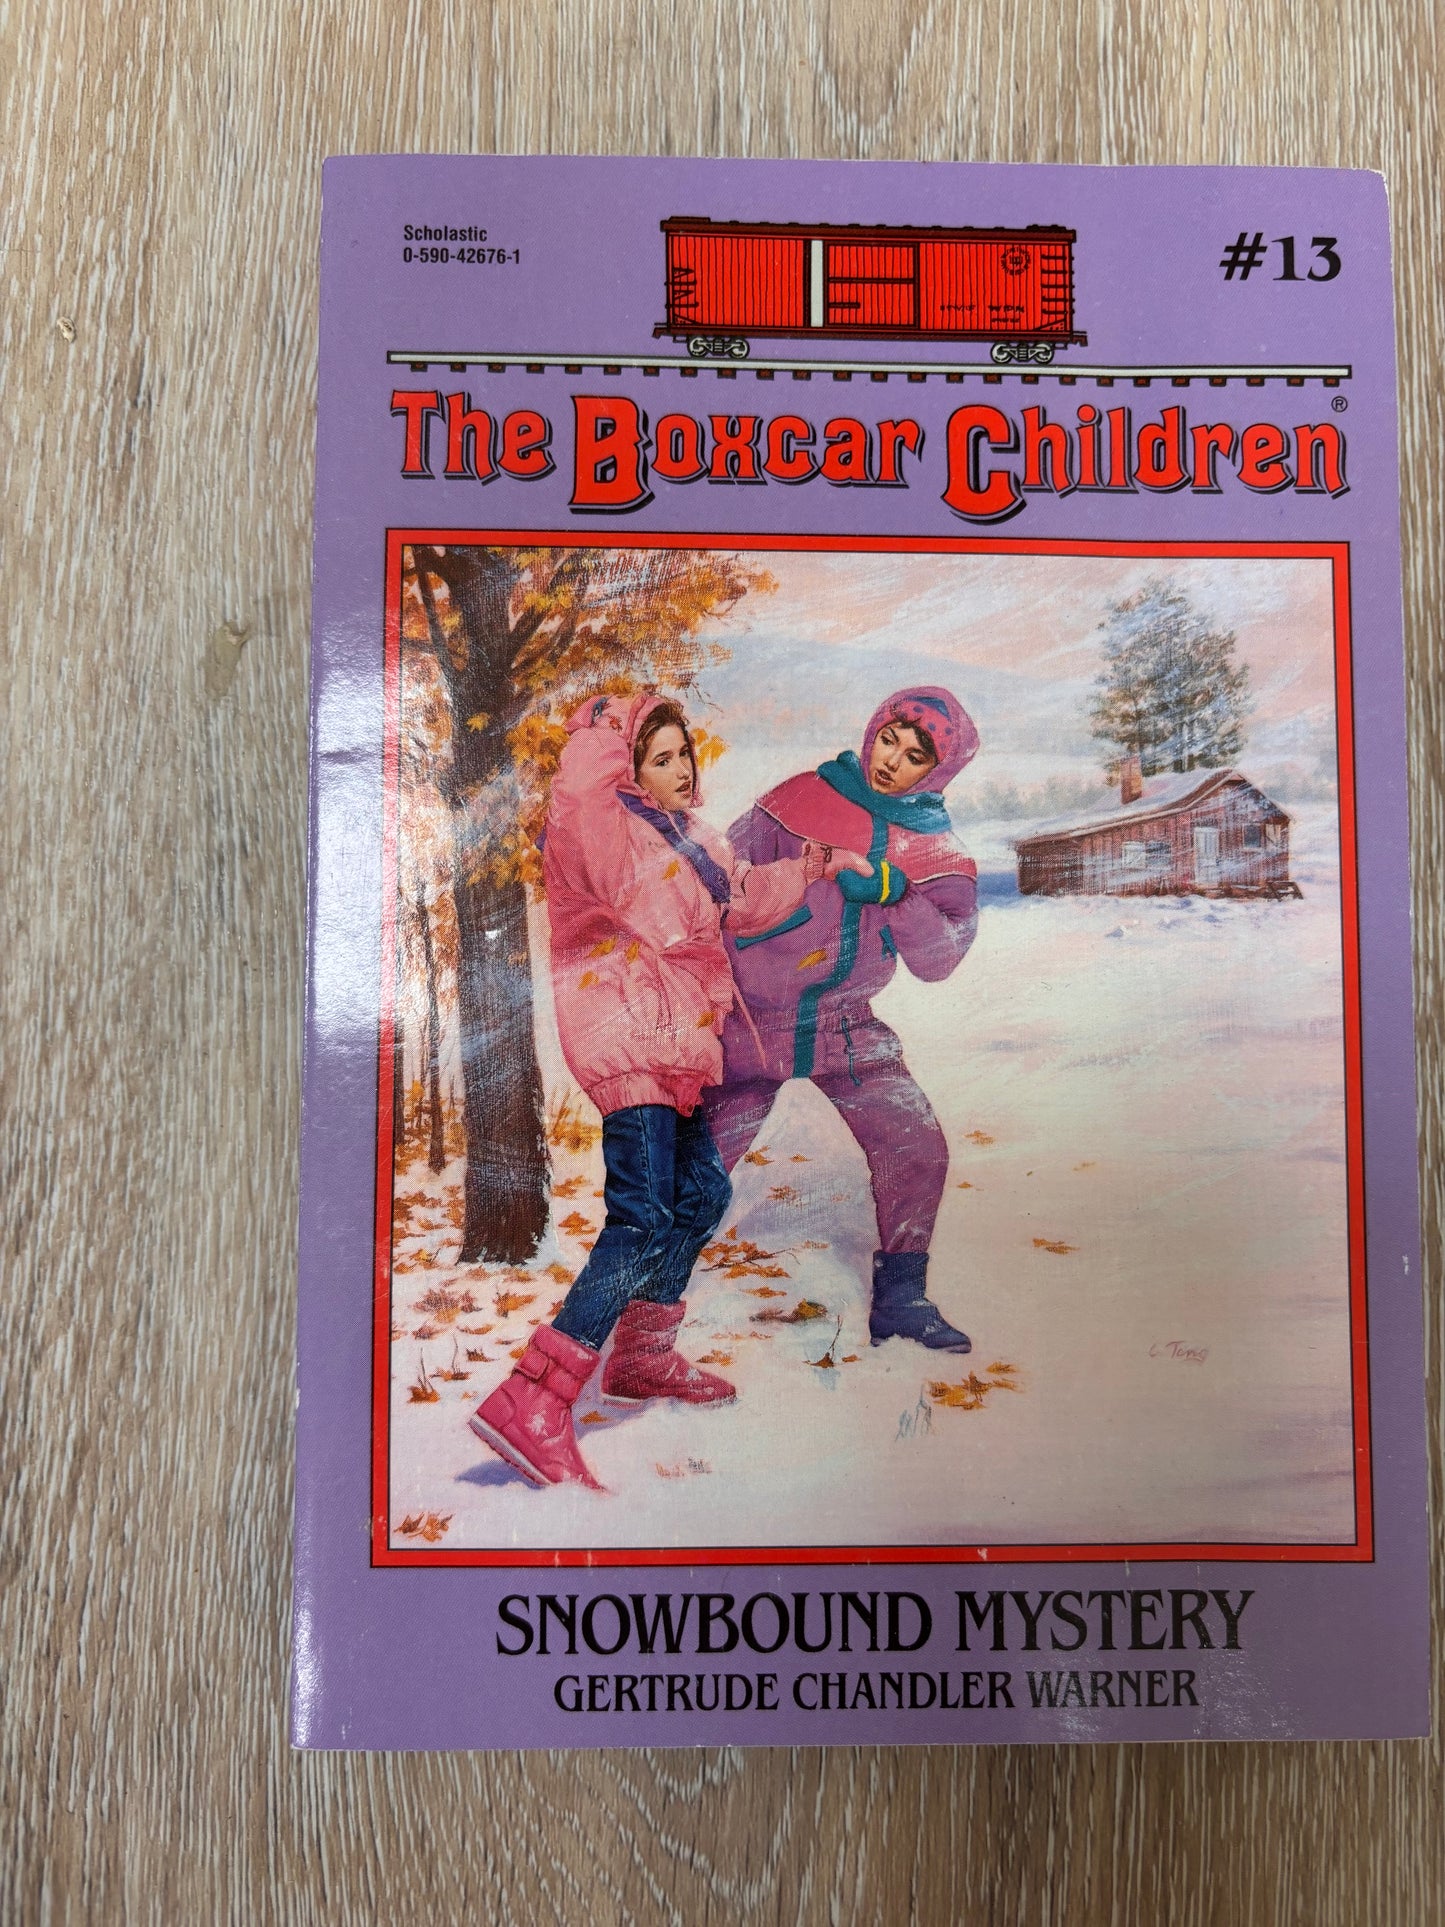 Scholastic
0-590-42676-1
#13
The Boxcar Children®
SNOWBOUND MYSTERY
GERTRUDE CHANDLER WARNER